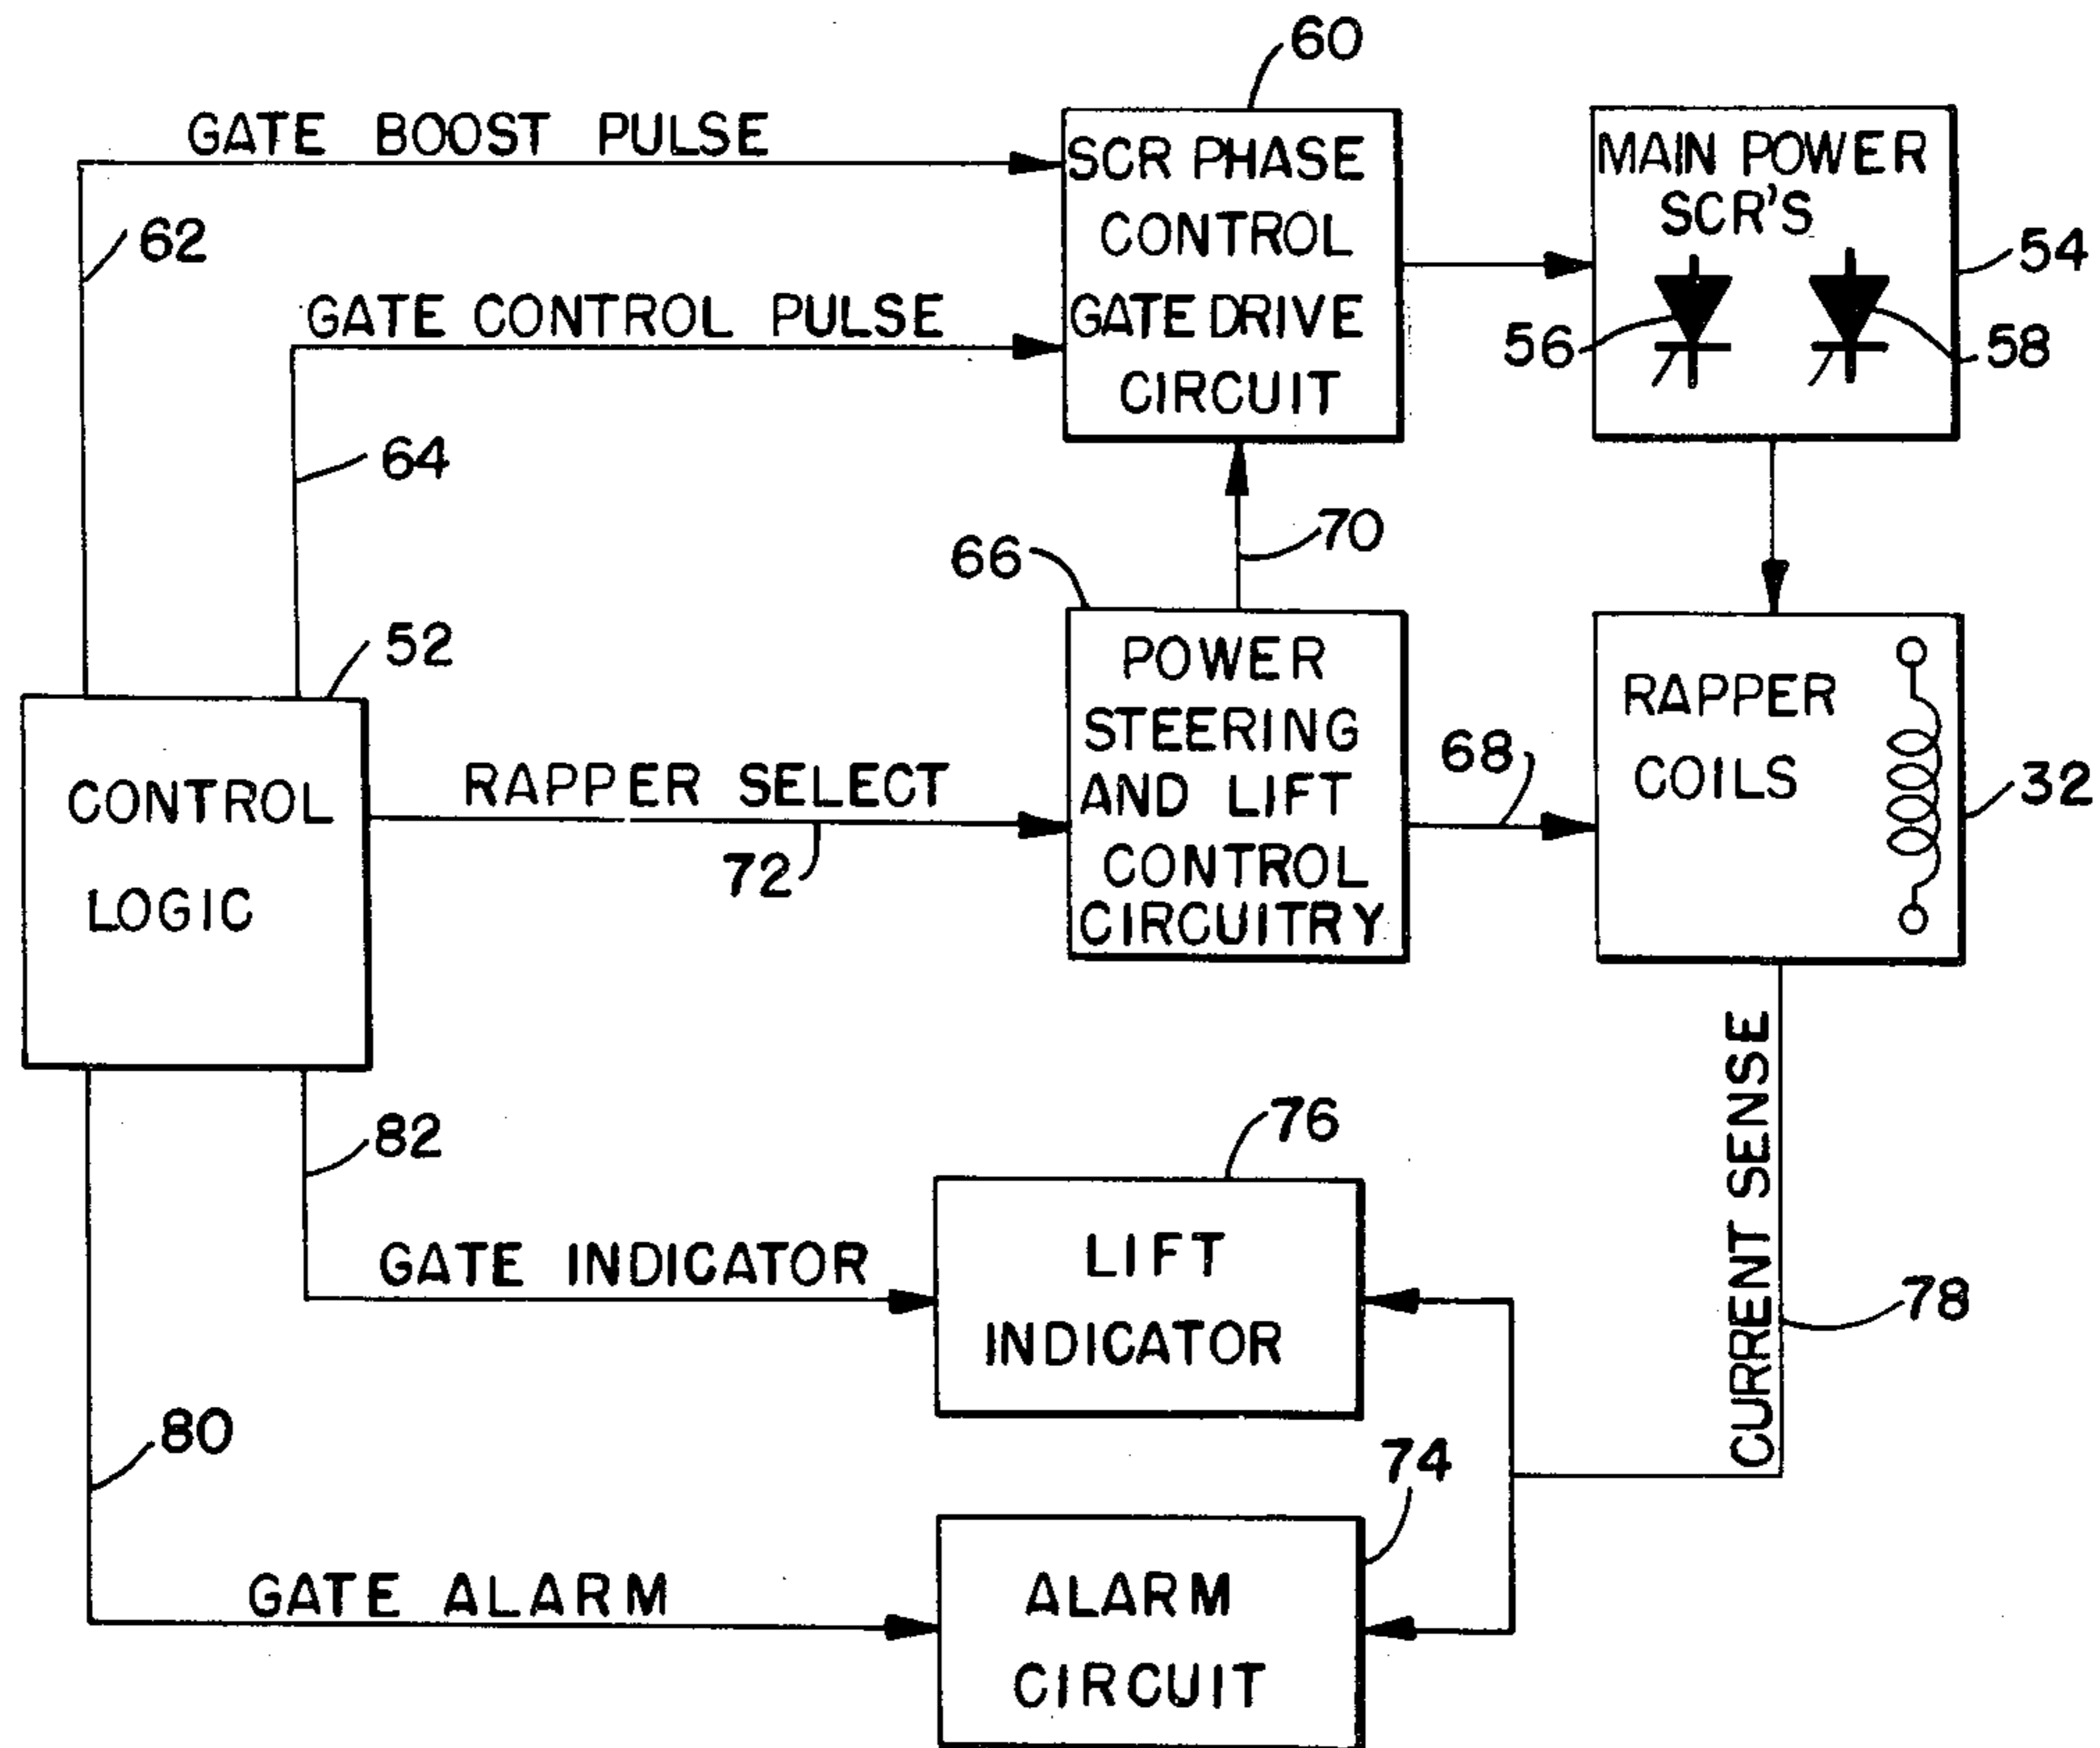 60
GATE BOOST PULSE
SCR PHASE
CONTROL
GATE DRIVE
CIRCUIT
MAIN POWER
SCR'S
54
56
58
62
GATE CONTROL PULSE
64
70
66
52
POWER
STEERING
AND LIFT
CONTROL
CIRCUITRY
68
RAPPER
COILS
32
CONTROL
LOGIC
RAPPER SELECT
72
82
76
CURRENT SENSE
78
GATE INDICATOR
LIFT
INDICATOR
80
74
GATE ALARM
ALARM
CIRCUIT